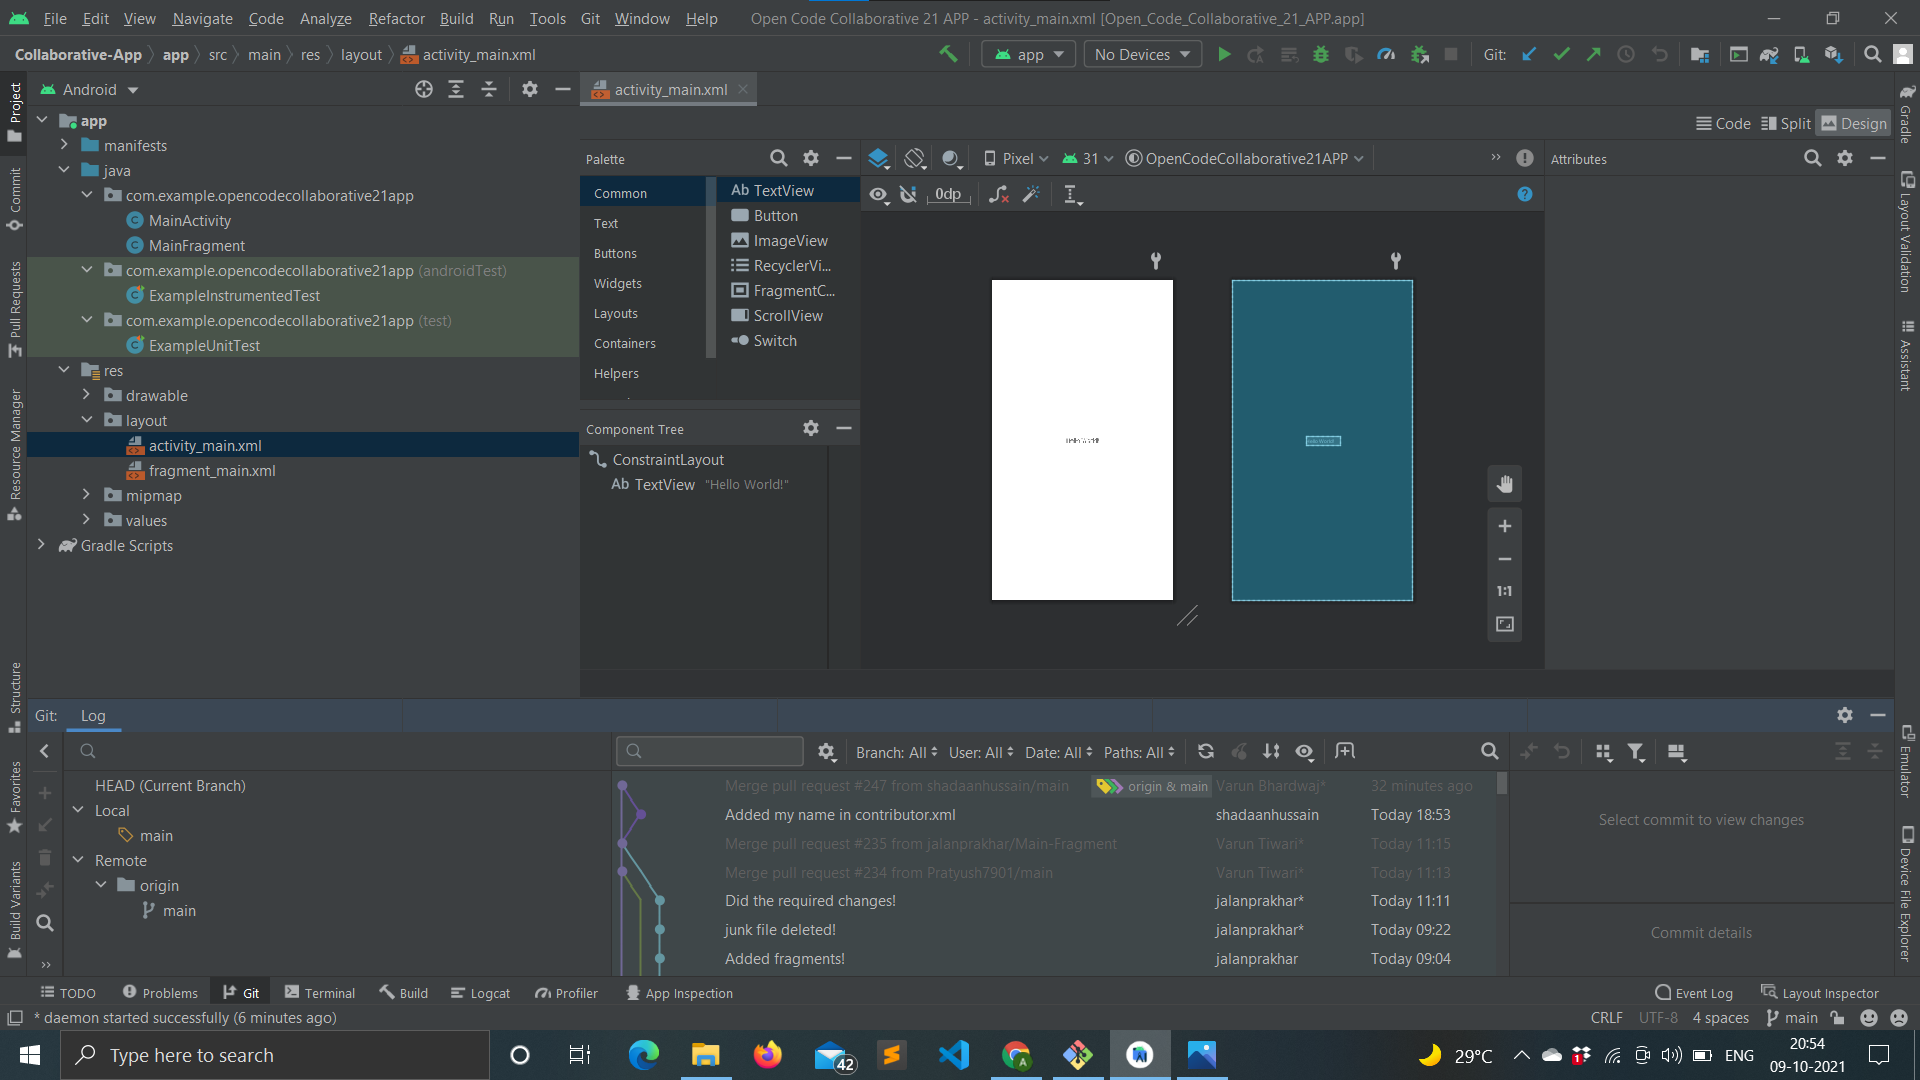 File Edit View Navigate Code Analyze Refactor Build Run Tools Git Window Help Open Code Collaborative 21 APP - activity_main.xml [Open_Code_Collaborative_21_APP.app]
Collaborative-App app src main res layout activity_main.xml app No Devices Git:
Project
Commit
Pull Requests
Resource Manager
Structure
Favorites
Build Variants
Android
app
manifests
java
com.example.opencodecollaborative21app
MainActivity
MainFragment
com.example.opencodecollaborative21app (androidTest)
ExampleInstrumentedTest
com.example.opencodecollaborative21app (test)
ExampleUnitTest
res
drawable
layout
activity_main.xml
fragment_main.xml
mipmap
values
Gradle Scripts
activity_main.xml
Code Split Design
Palette
Common
Text
Buttons
Widgets
Layouts
Containers
Helpers
Ab TextView
Button
ImageView
RecyclerVi...
FragmentC...
ScrollView
Switch
Component Tree
ConstraintLayout
Ab TextView "Hello World!"
Pixel 31 OpenCodeCollaborative21APP
0dp
Hello World!
1:1
Attributes
Gradle
Layout Validation
Assistant
Emulator
Device File Explorer
Git: Log
HEAD (Current Branch)
Local
main
Remote
origin
main
Branch: All User: All Date: All Paths: All
Merge pull request #247 from shadaanhussain/main origin & main Varun Bhardwaj* 32 minutes ago
Added my name in contributor.xml shadaanhussain Today 18:53
Merge pull request #235 from jalanprakhar/Main-Fragment Varun Tiwari* Today 11:15
Merge pull request #234 from Pratyush7901/main Varun Tiwari* Today 11:13
Did the required changes! jalanprakhar* Today 11:11
junk file deleted! jalanprakhar* Today 09:22
Added fragments! jalanprakhar Today 09:04
Select commit to view changes
Commit details
TODO Problems Git Terminal Build Logcat Profiler App Inspection Event Log Layout Inspector
* daemon started successfully (6 minutes ago) CRLF UTF-8 4 spaces main
Type here to search 42 A 29°C 1 ENG 20:54
09-10-2021